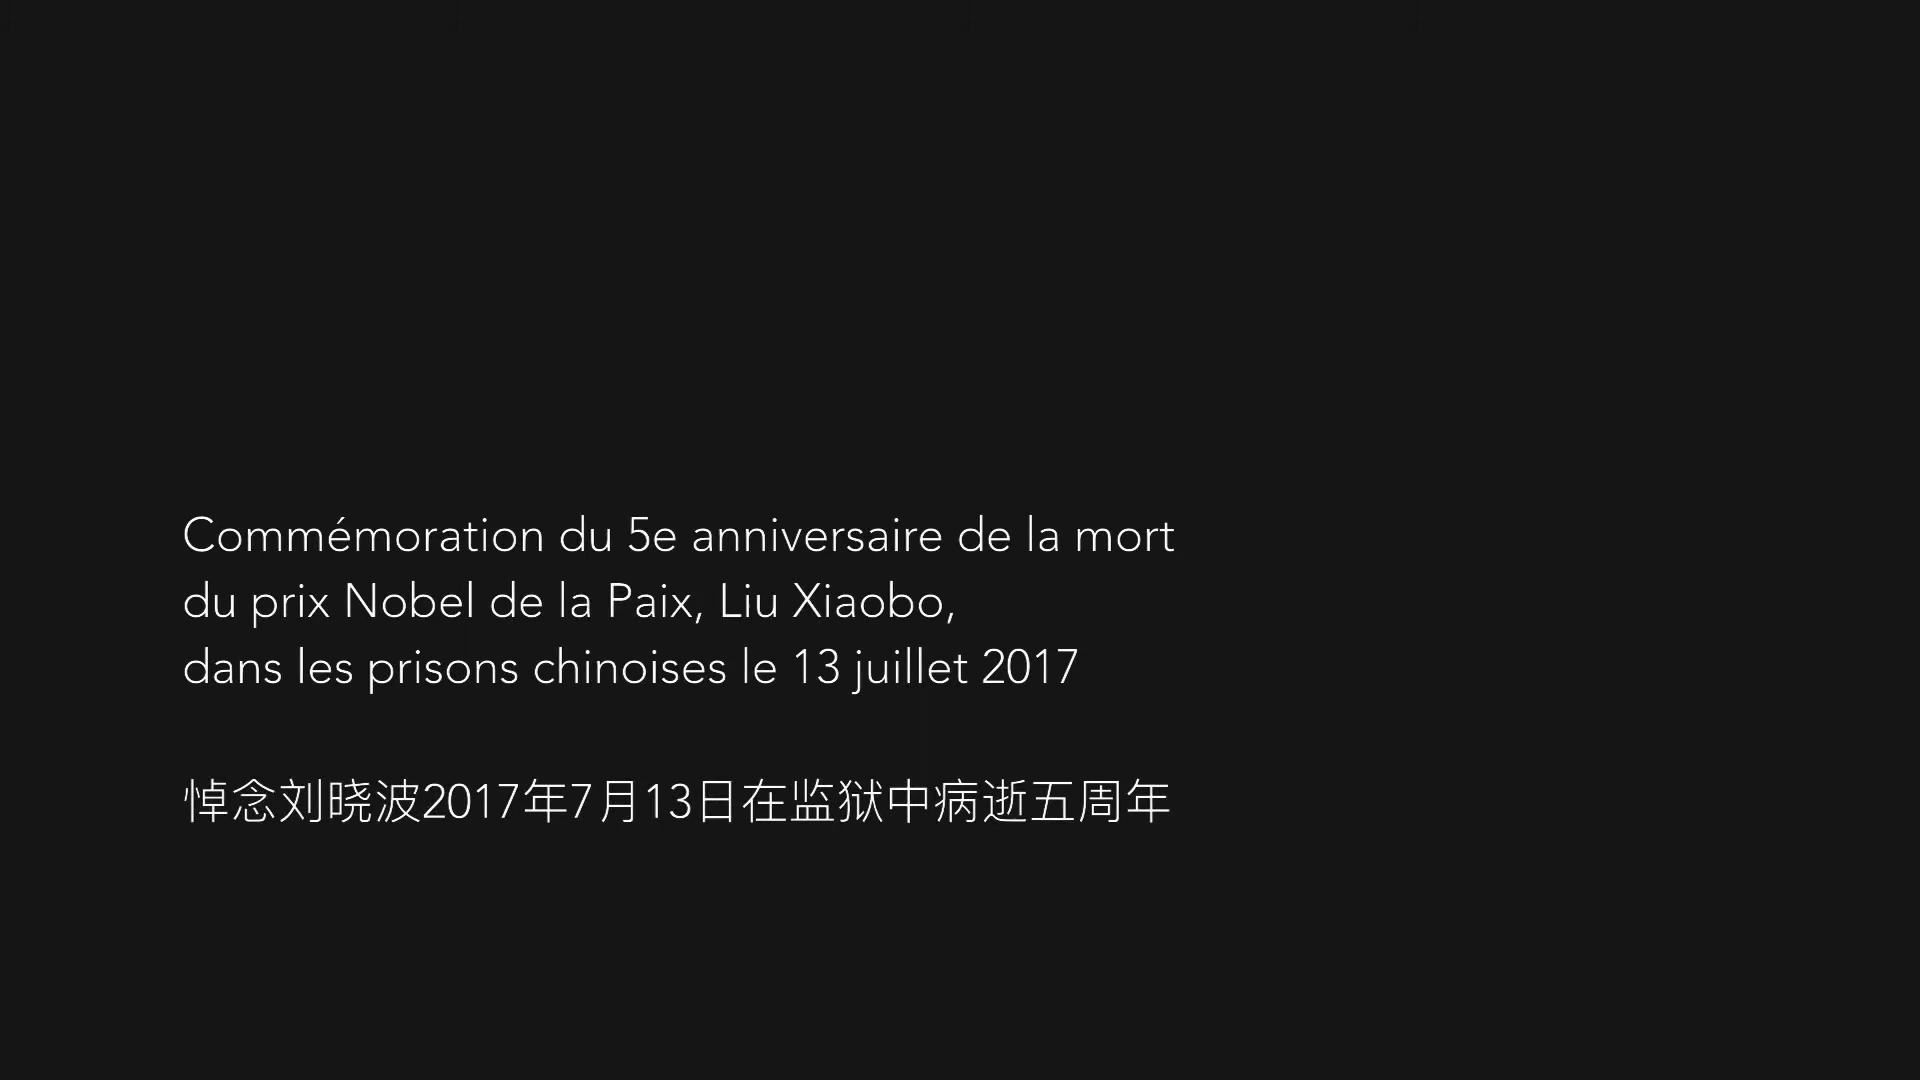 Commémoration du 5e anniversaire de la mort
du prix Nobel de la Paix, Liu Xiaobo,
dans les prisons chinoises le 13 juillet 2017
悼念刘晓波2017年7月13日在监狱中病逝五周年